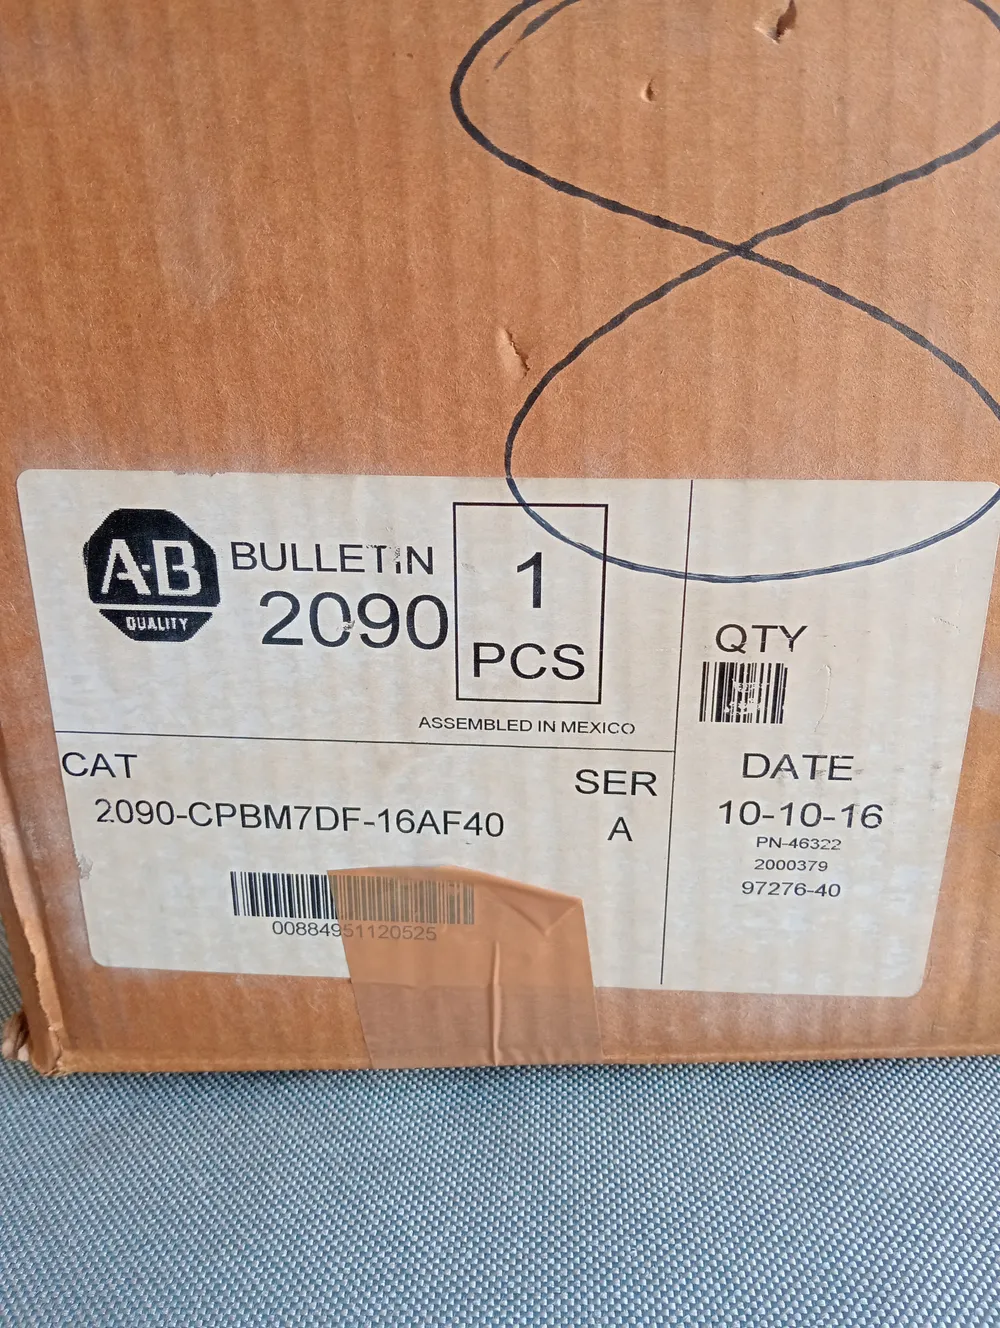 A·B
QUALITY
BULLETIN
2090
1
PCS
ASSEMBLED IN MEXICO
CAT
2090-CPBM7DF-16AF40
SER
A
00884951120525
QTY
DATE
10-10-16
PN-46322
2000379
97276-40